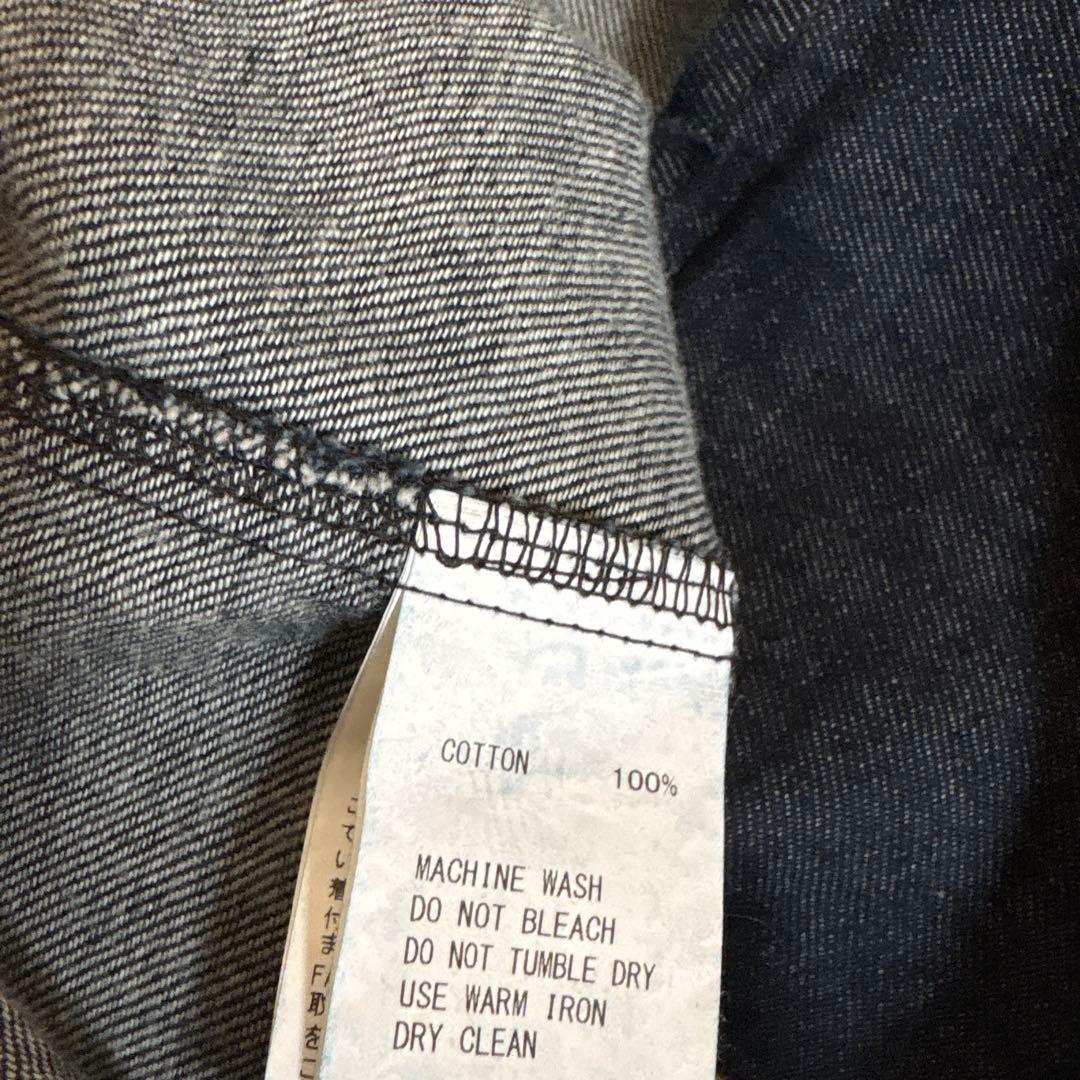 COTTON 100%
MACHINE WASH
DO NOT BLEACH
DO NOT TUMBLE DRY
USE WARM IRON
DRY CLEAN